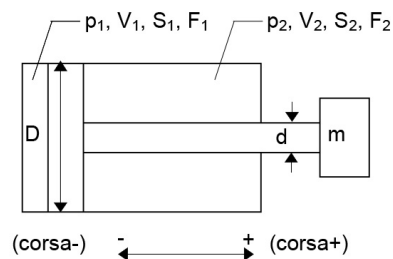 p₁, V₁, S₁, F₁ p₂, V₂, S₂, F₂
D d m
(corsa-) - + (corsa+)